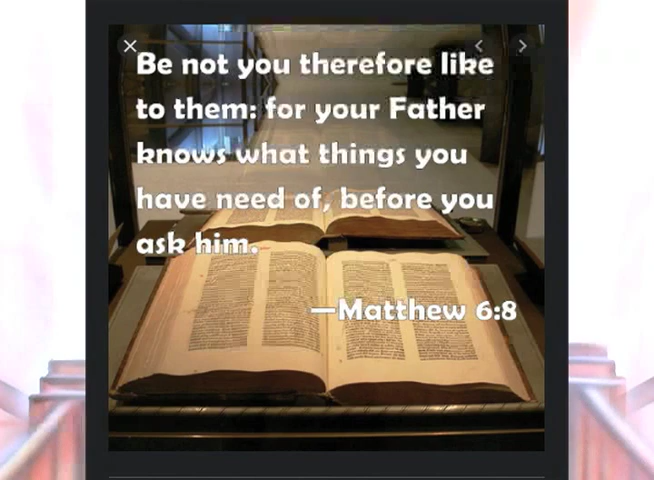 Be not you therefore like
to them: for your Father
knows what things you
have need of, before you
ask him.
—Matthew 6:8